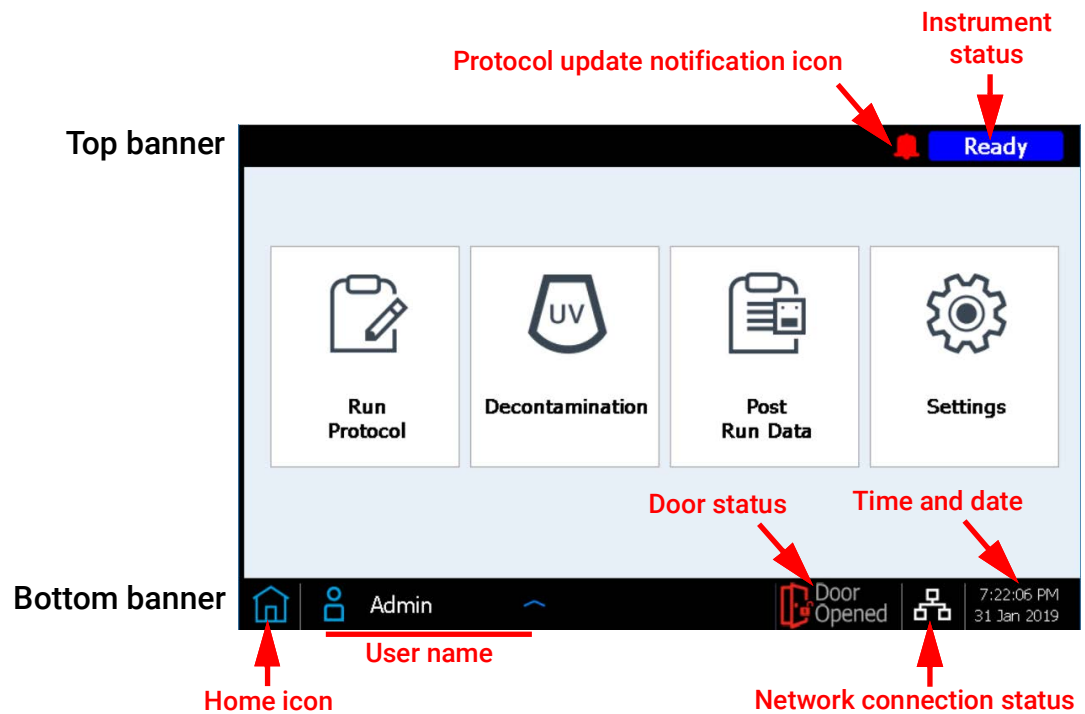 Instrument
status
Protocol update notification icon
Top banner
Ready
UV
Run
Protocol
Decontamination
Post
Run Data
Settings
Door status
Time and date
Bottom banner
Admin
Door
Opened
7:22:06 PM
31 Jan 2019
User name
Home icon
Network connection status